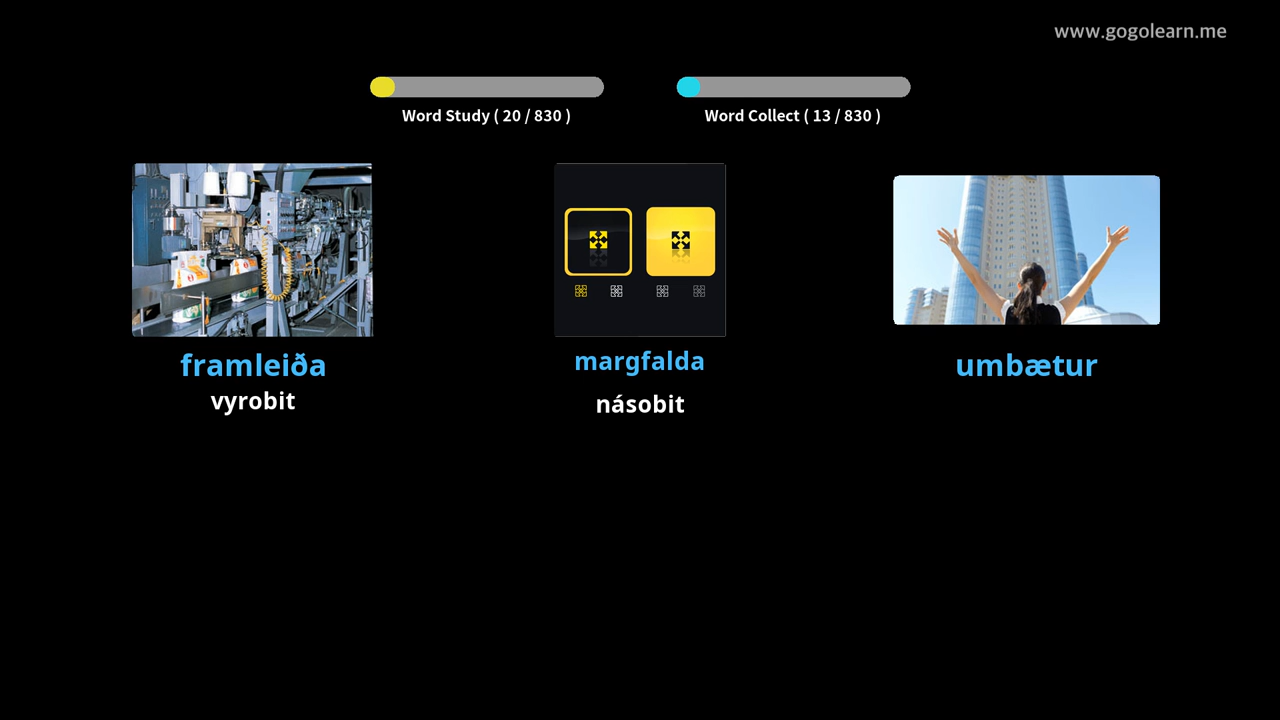 www.gogolearn.me
Word Study ( 20 / 830 )
Word Collect ( 13 / 830 )
framleiða
vyrobit
margfalda
násobit
umbætur